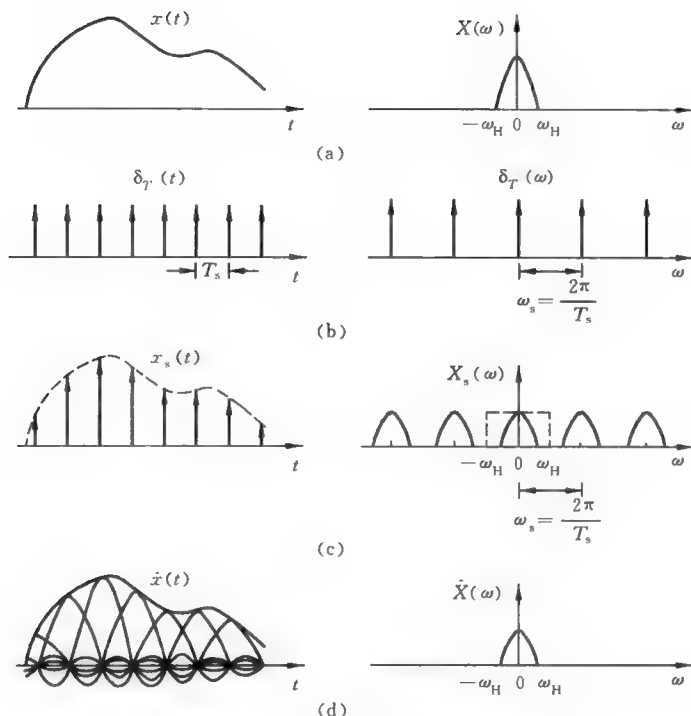 x(t)
X(ω)
t
−ω_H 0 ω_H ω
(a)
δ_T(t)
δ_T(ω)
T_s t
ω
ω_s = 2π/T_s
(b)
x_s(t)
X_s(ω)
t
−ω_H 0 ω_H ω
ω_s = 2π/T_s
(c)
x̂(t)
X̂(ω)
t
−ω_H 0 ω_H ω
(d)